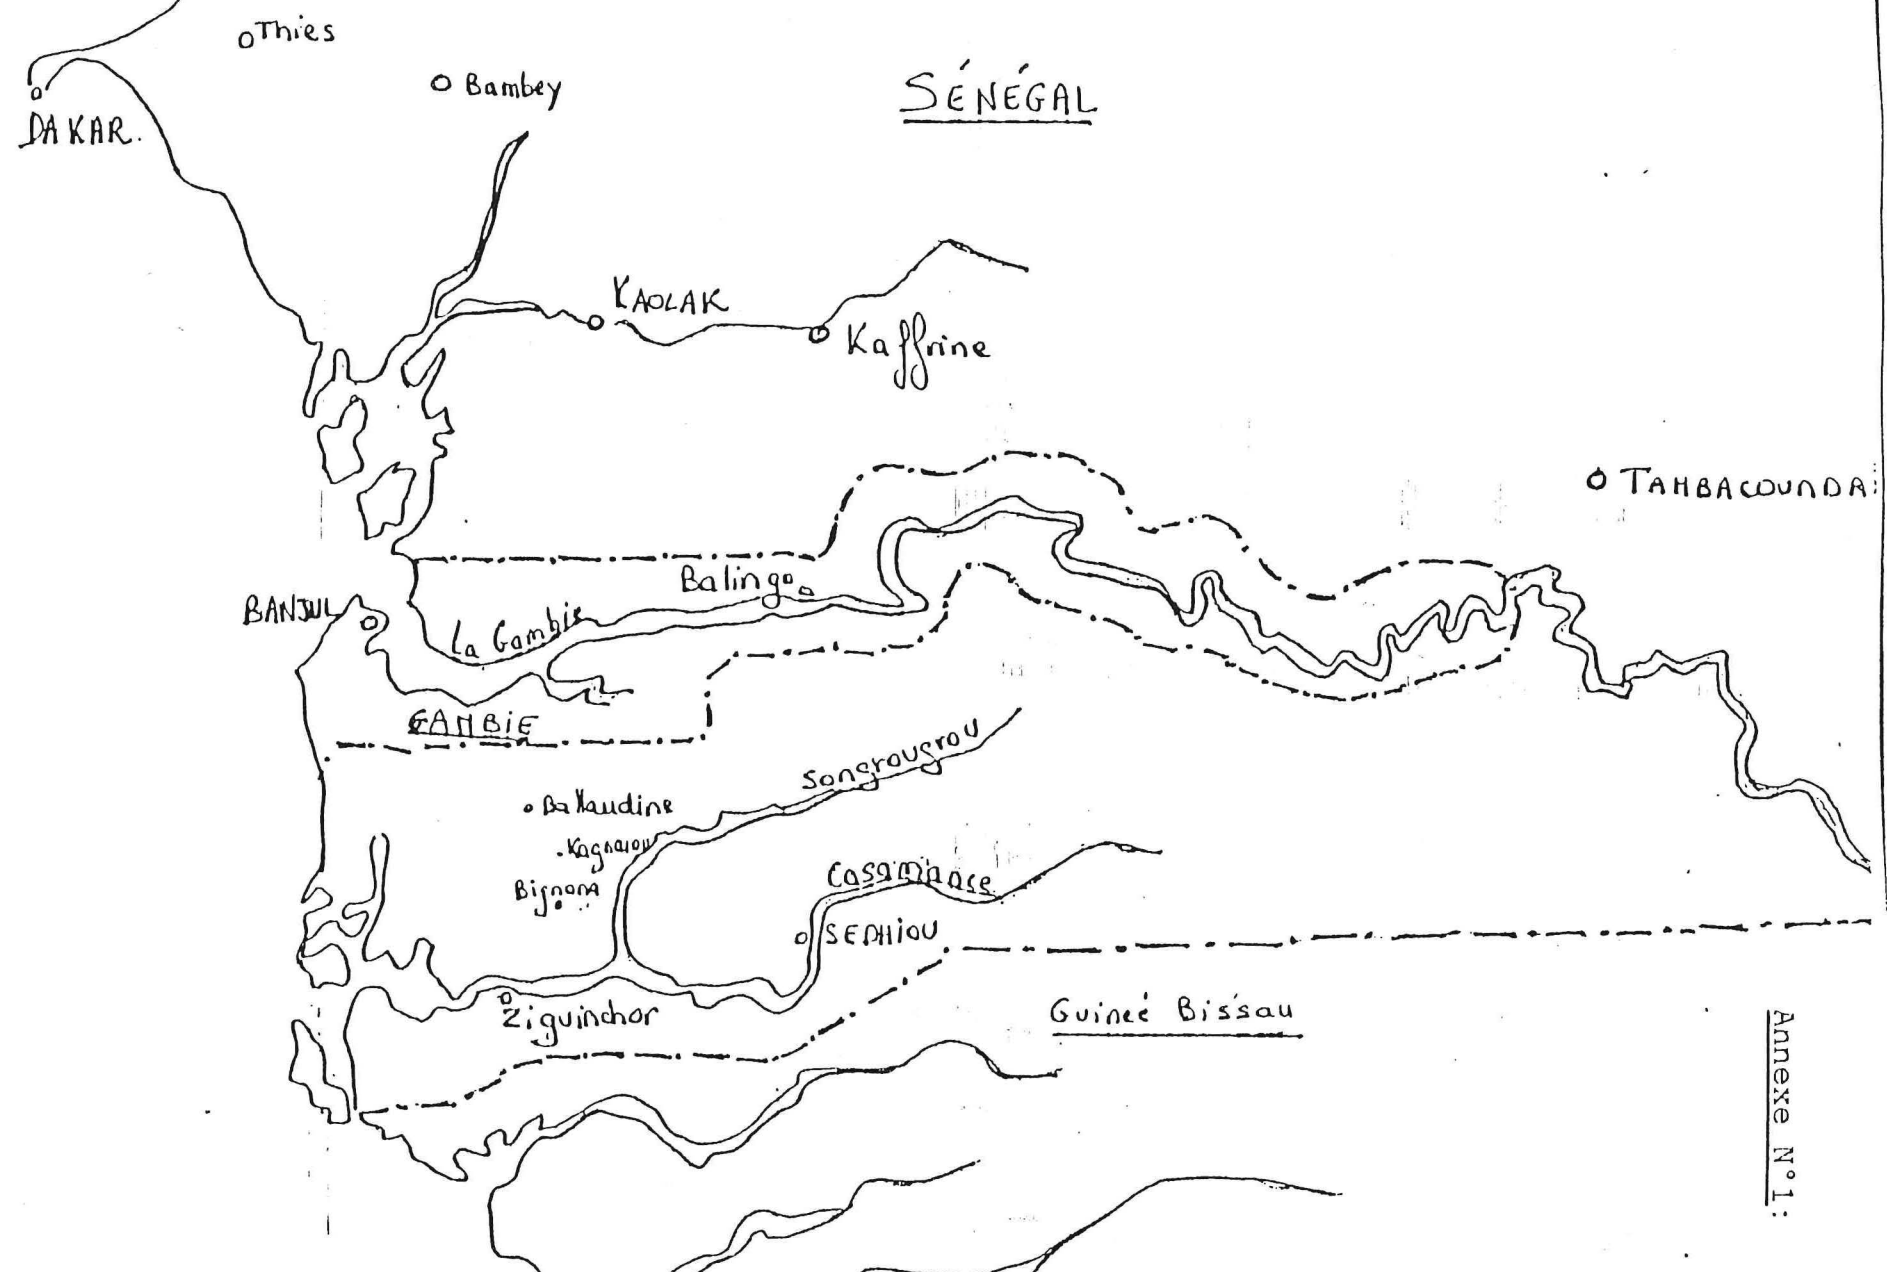 Thies
Bambey
SÉNÉGAL
DAKAR.
KAOLAK
Kaffrine
TAMBACOUNDA
Balingo
BANJUL
La Gambie
GAMBIE
Songrougrou
Kagnarou
Bignona
Casamance
SEDHIOU
Ziguinchor
Guineé Bissau
Annexe N°1: